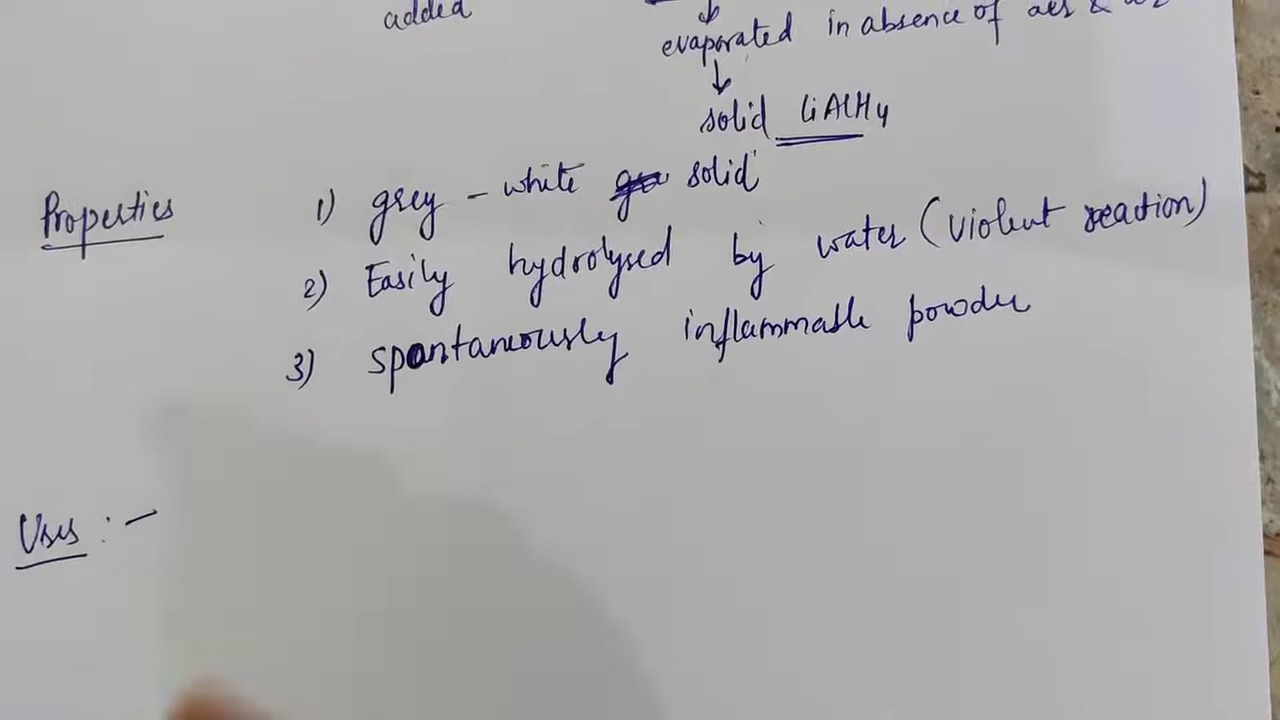 added
evaporated in absence of
↓
solid LiAlH4
Properties 1) grey - white solid
2) Easily hydrolysed by water (violent reaction)
3) spontaneously inflammable powder
Uses : -